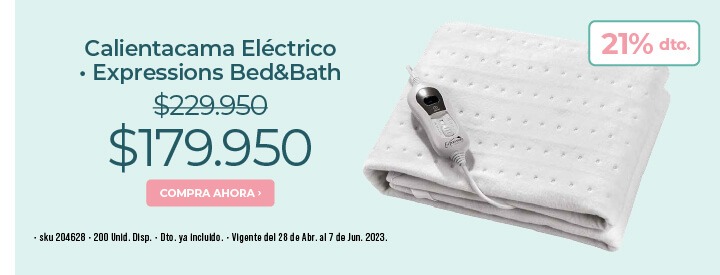 Calientacama Eléctrico
• Expressions Bed&Bath
$229.950
$179.950
COMPRA AHORA ›
21% dto.
• sku 204628 • 200 Unid. Disp. • Dto. ya incluido. • Vigente del 28 de Abr. al 7 de Jun. 2023.